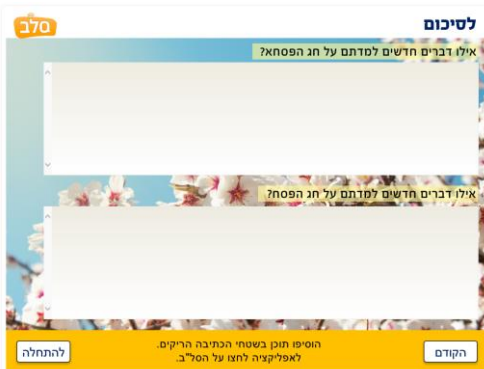 לסיכום
סלב
אילו דברים חדשים למדתם על חג הפסחא?
אילו דברים חדשים למדתם על חג הפסח?
הקודם
הוסיפו תוכן בשטחי הכתיבה הריקים.
לאפליקציה לחצו על הסל"ב.
להתחלה